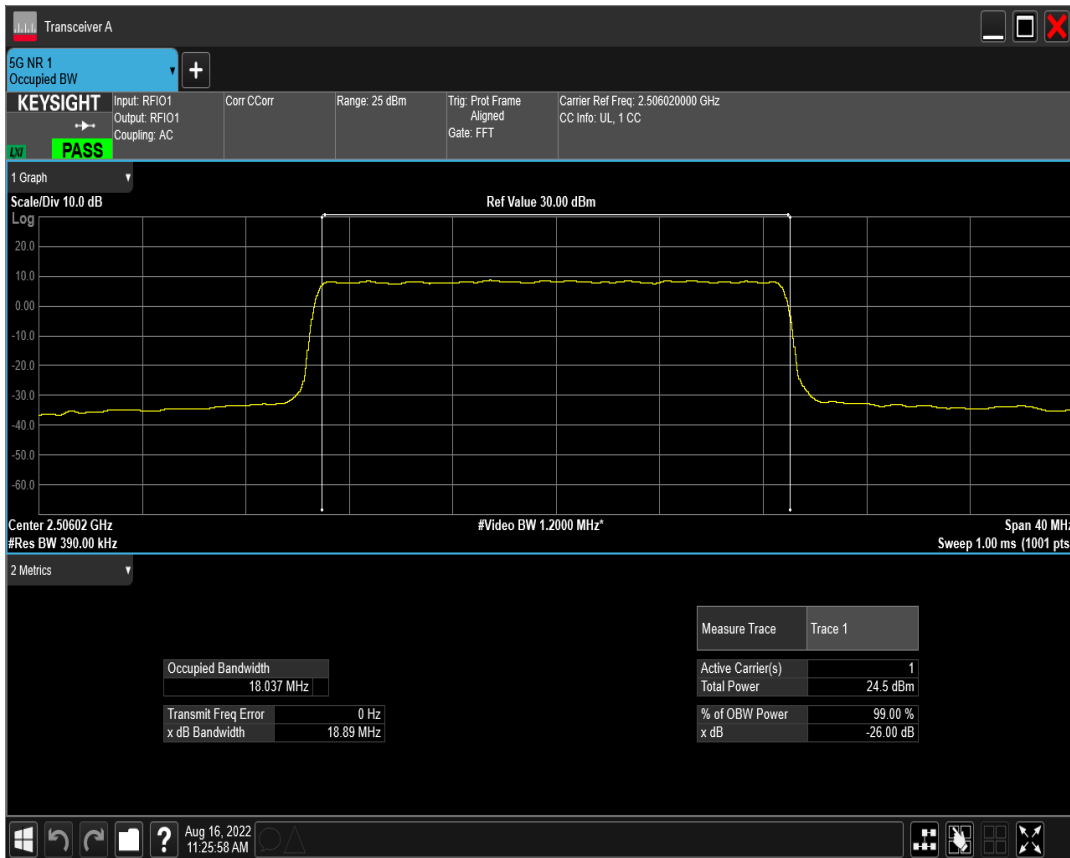 Transceiver A
5G NR 1
Occupied BW
+
KEYSIGHT
LXI
PASS
Input: RFIO1
Output: RFIO1
Coupling: AC
Corr CCorr
Range: 25 dBm
Trig: Prot Frame
Aligned
Gate: FFT
Carrier Ref Freq: 2.506020000 GHz
CC Info: UL, 1 CC
1 Graph
Scale/Div 10.0 dB
Ref Value 30.00 dBm
Log
20.0
10.0
0.00
-10.0
-20.0
-30.0
-40.0
-50.0
-60.0
Center 2.50602 GHz
#Video BW 1.2000 MHz*
Span 40 MHz
#Res BW 390.00 kHz
Sweep 1.00 ms (1001 pts
2 Metrics
Measure Trace Trace 1
Occupied Bandwidth
18.037 MHz
Active Carrier(s) 1
Total Power 24.5 dBm
Transmit Freq Error 0 Hz
x dB Bandwidth 18.89 MHz
% of OBW Power 99.00 %
x dB -26.00 dB
?
Aug 16, 2022
11:25:58 AM